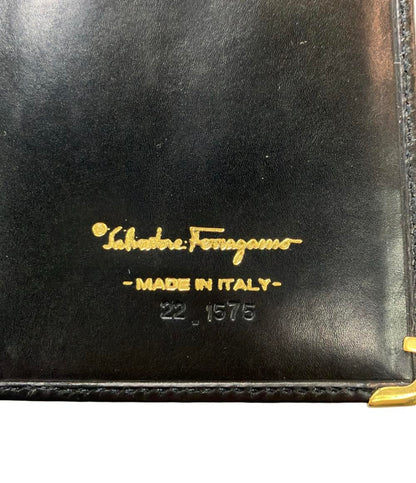 ® Salvatore Ferragamo
- MADE IN ITALY -
22 . 1575